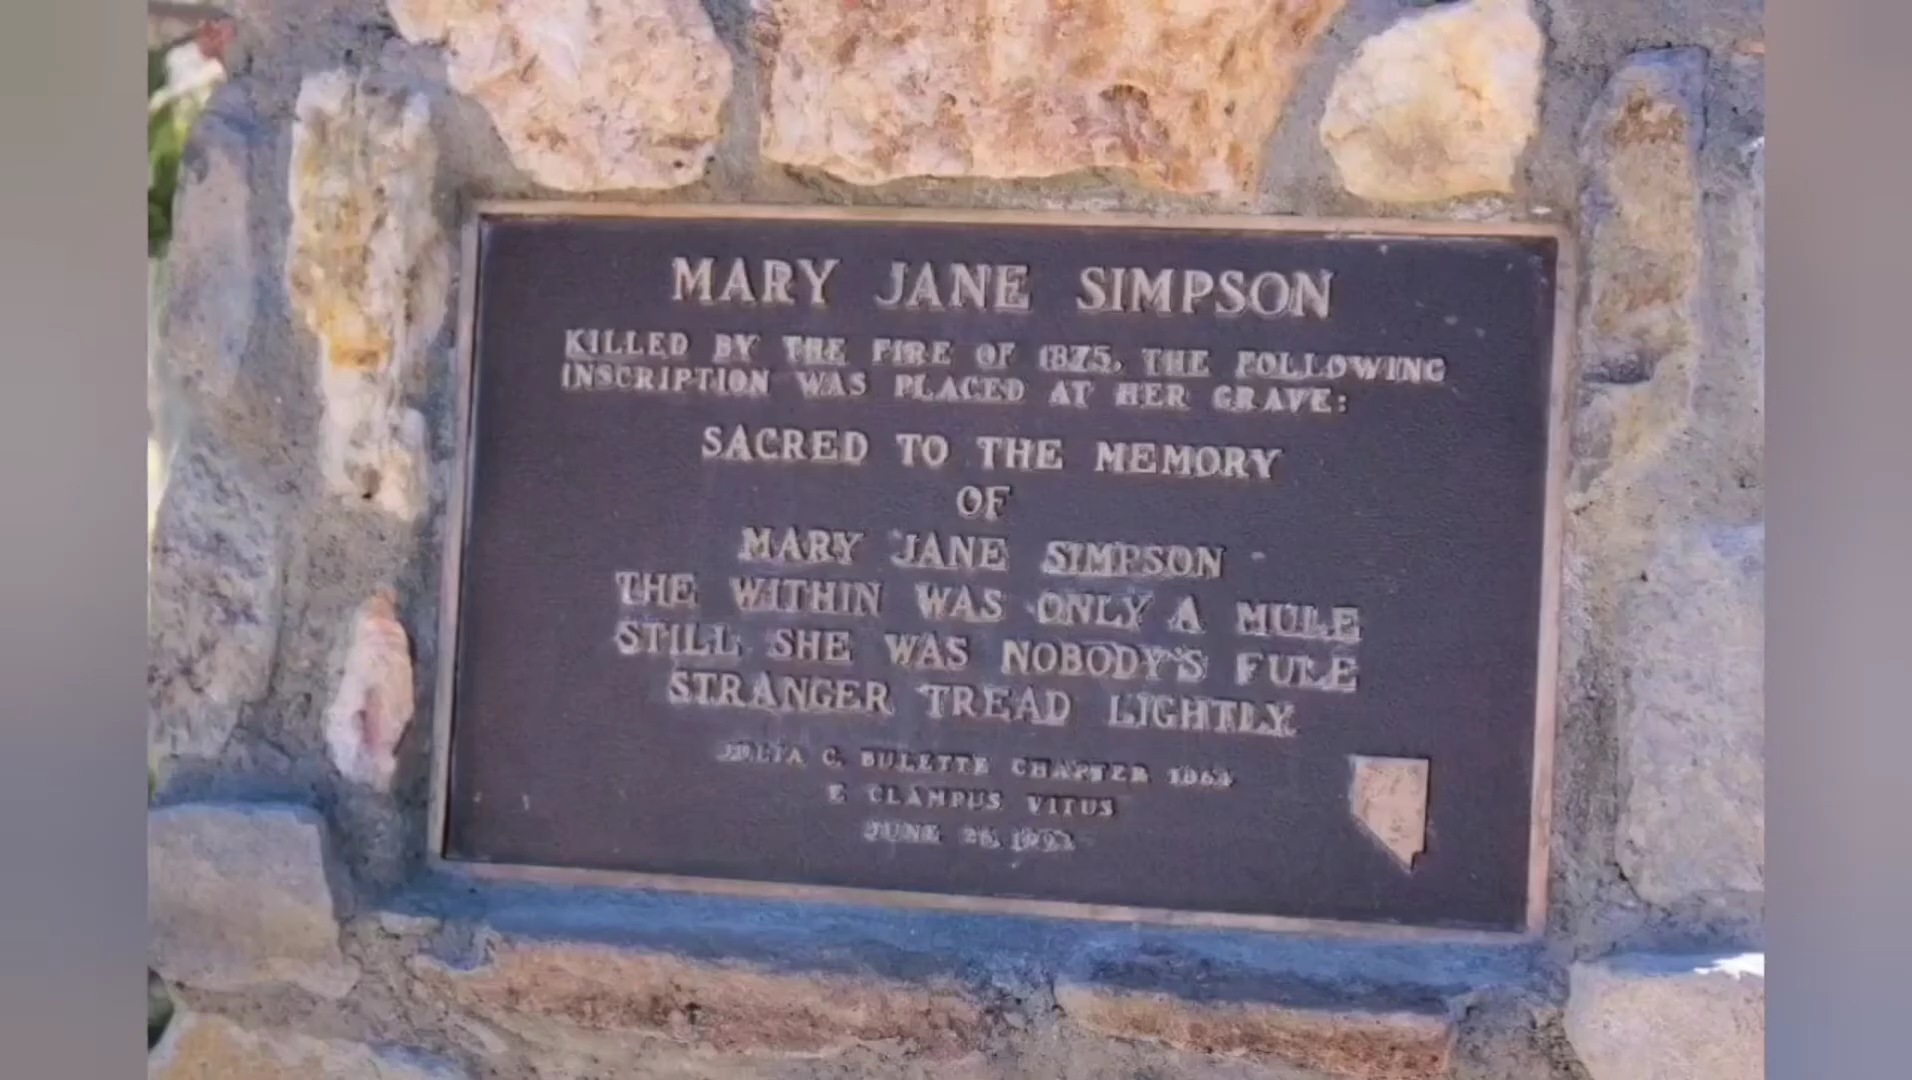 MARY JANE SIMPSON
KILLED BY THE FIRE OF 1875. THE FOLLOWING
INSCRIPTION WAS PLACED AT HER GRAVE:
SACRED TO THE MEMORY
OF
MARY JANE SIMPSON
THE WITHIN WAS ONLY A MULE
STILL SHE WAS NOBODY'S FULE
STRANGER TREAD LIGHTLY
JULIA C. BULETTE CHAPTER 1864
E CLAMPUS VITUS
JUNE